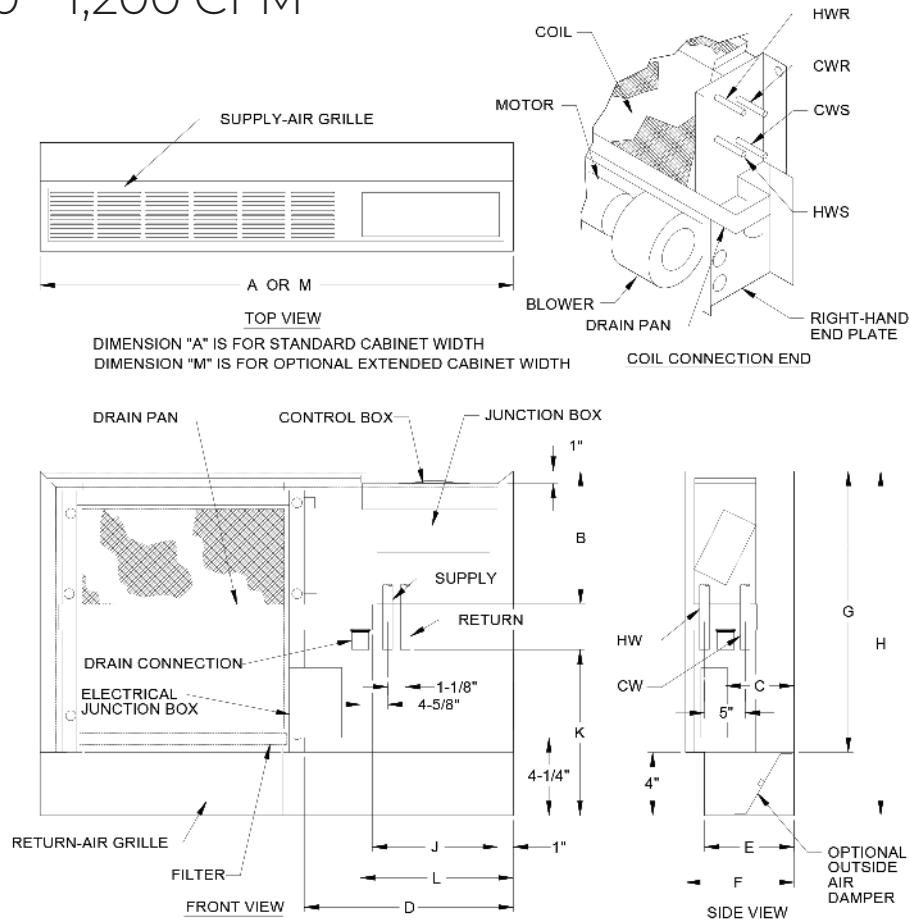 1,200 CFM
SUPPLY-AIR GRILLE
A OR M
TOP VIEW
DIMENSION "A" IS FOR STANDARD CABINET WIDTH
DIMENSION "M" IS FOR OPTIONAL EXTENDED CABINET WIDTH
COIL
MOTOR
HWR
CWR
CWS
HWS
BLOWER
DRAIN PAN
RIGHT-HAND
END PLATE
COIL CONNECTION END
DRAIN PAN
CONTROL BOX
JUNCTION BOX
1"
B
SUPPLY
RETURN
DRAIN CONNECTION
ELECTRICAL
JUNCTION BOX
1-1/8"
4-5/8"
K
4-1/4"
RETURN-AIR GRILLE
FILTER
J
1"
L
D
FRONT VIEW
G
H
HW
CW
C
5"
4"
E
F
OPTIONAL
OUTSIDE
AIR
DAMPER
SIDE VIEW